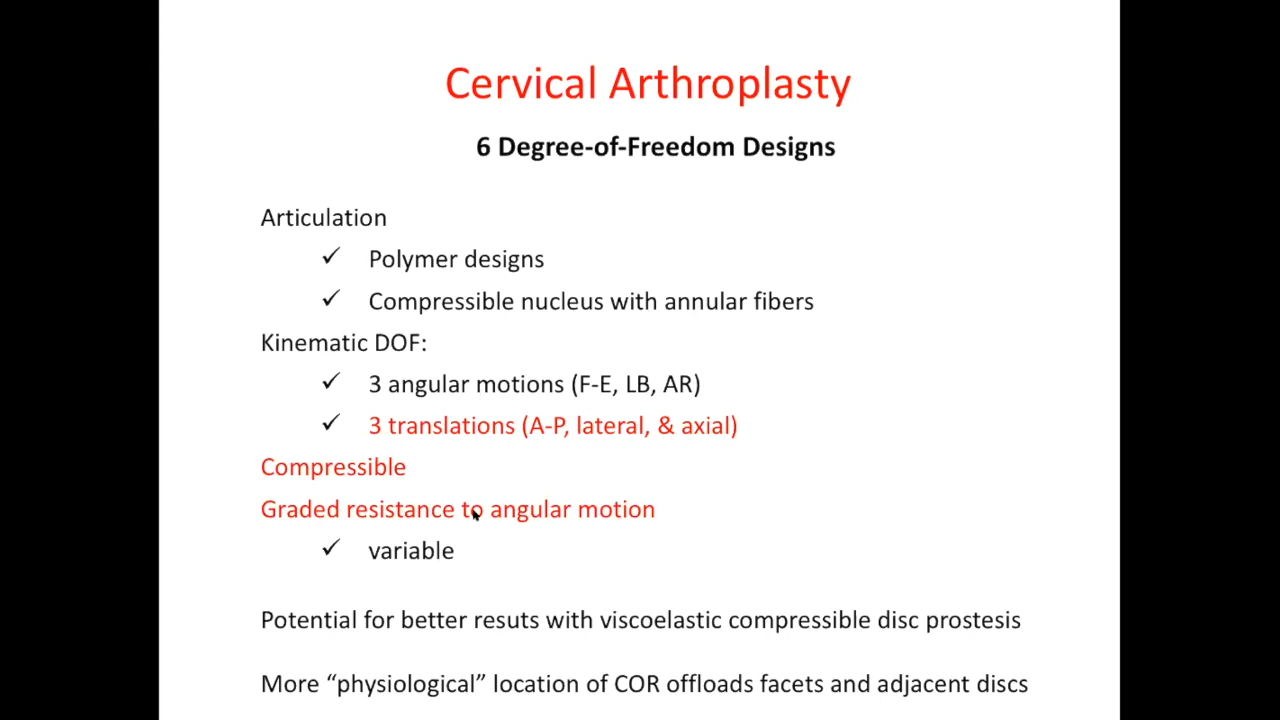 Cervical Arthroplasty
6 Degree-of-Freedom Designs
Articulation
✓ Polymer designs
✓ Compressible nucleus with annular fibers
Kinematic DOF:
✓ 3 angular motions (F-E, LB, AR)
✓ 3 translations (A-P, lateral, & axial)
Compressible
Graded resistance to angular motion
✓ variable
Potential for better resuts with viscoelastic compressible disc prostesis
More “physiological” location of COR offloads facets and adjacent discs